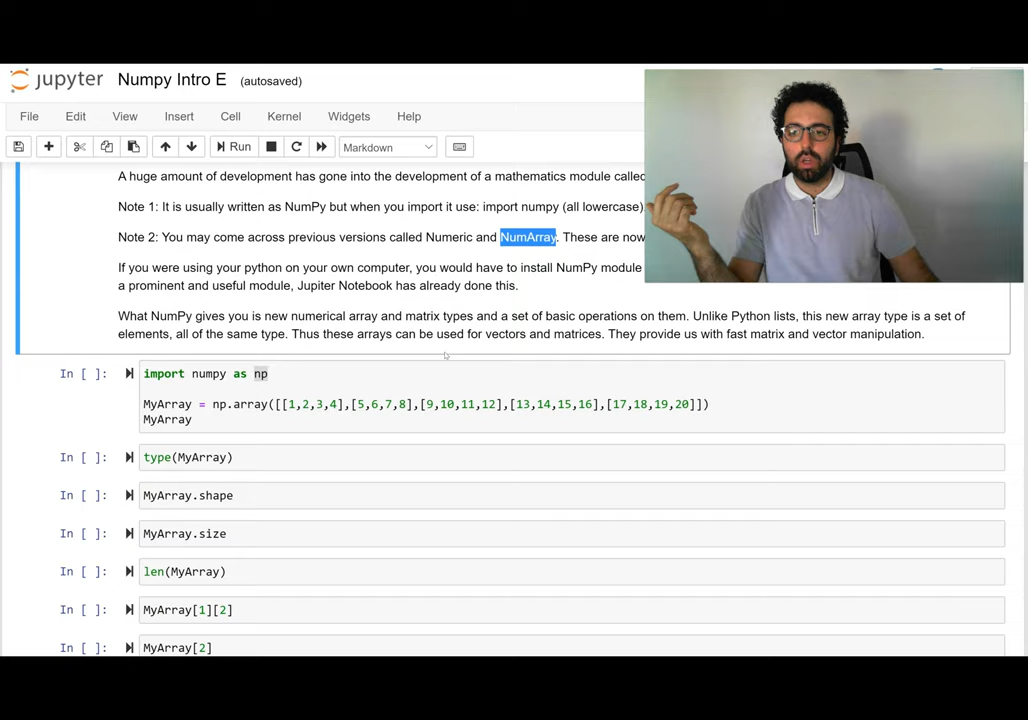 jupyter Numpy Intro E (autosaved)
File Edit View Insert Cell Kernel Widgets Help
Run Markdown
A huge amount of development has gone into the development of a mathematics module called
Note 1: It is usually written as NumPy but when you import it use: import numpy (all lowercase)
Note 2: You may come across previous versions called Numeric and NumArray. These are now
If you were using your python on your own computer, you would have to install NumPy module
a prominent and useful module, Jupiter Notebook has already done this.
What NumPy gives you is new numerical array and matrix types and a set of basic operations on them. Unlike Python lists, this new array type is a set of
elements, all of the same type. Thus these arrays can be used for vectors and matrices. They provide us with fast matrix and vector manipulation.
In [ ]: import numpy as np
MyArray = np.array([[1,2,3,4],[5,6,7,8],[9,10,11,12],[13,14,15,16],[17,18,19,20]])
MyArray
In [ ]: type(MyArray)
In [ ]: MyArray.shape
In [ ]: MyArray.size
In [ ]: len(MyArray)
In [ ]: MyArray[1][2]
In [ ]: MyArray[2]